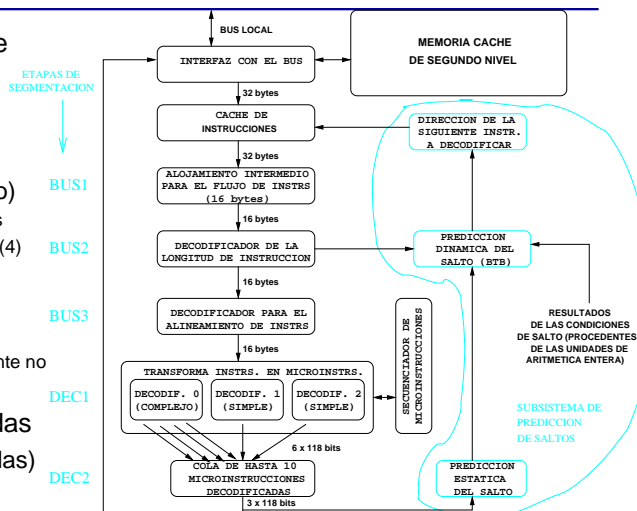 e
BUS LOCAL
INTERFAZ CON EL BUS
MEMORIA CACHE
DE SEGUNDO NIVEL
ETAPAS DE
SEGMENTACION
32 bytes
CACHE DE
INSTRUCCIONES
DIRECCION DE LA
SIGUIENTE INSTR.
A DECODIFICAR
32 bytes
BUS1
ALOJAMIENTO INTERMEDIO
PARA EL FLUJO DE INSTRS
(16 bytes)
o)
s
(4)
16 bytes
BUS2
DECODIFICADOR DE LA
LONGITUD DE INSTRUCCION
PREDICCION
DINAMICA DEL
SALTO (BTB)
16 bytes
BUS3
DECODIFICADOR PARA EL
ALINEAMIENTO DE INSTRS
RESULTADOS
DE LAS CONDICIONES
DE SALTO (PROCEDENTES
DE LAS UNIDADES DE
ARITMETICA ENTERA)
16 bytes
nte no
TRANSFORMA INSTRS. EN MICROINSTRS.
SECUENCIADOR DE
MICROINSTRUCCIONES
DEC1
DECODIF. 0
(COMPLEJO)
DECODIF. 1
(SIMPLE)
DECODIF. 2
(SIMPLE)
SUBSISTEMA DE
PREDICCION
DE SALTOS
las
las)
6 x 118 bits
DEC2
COLA DE HASTA 10
MICROINSTRUCCIONES
DECODIFICADAS
PREDICCION
ESTATICA
DEL SALTO
3 x 118 bits